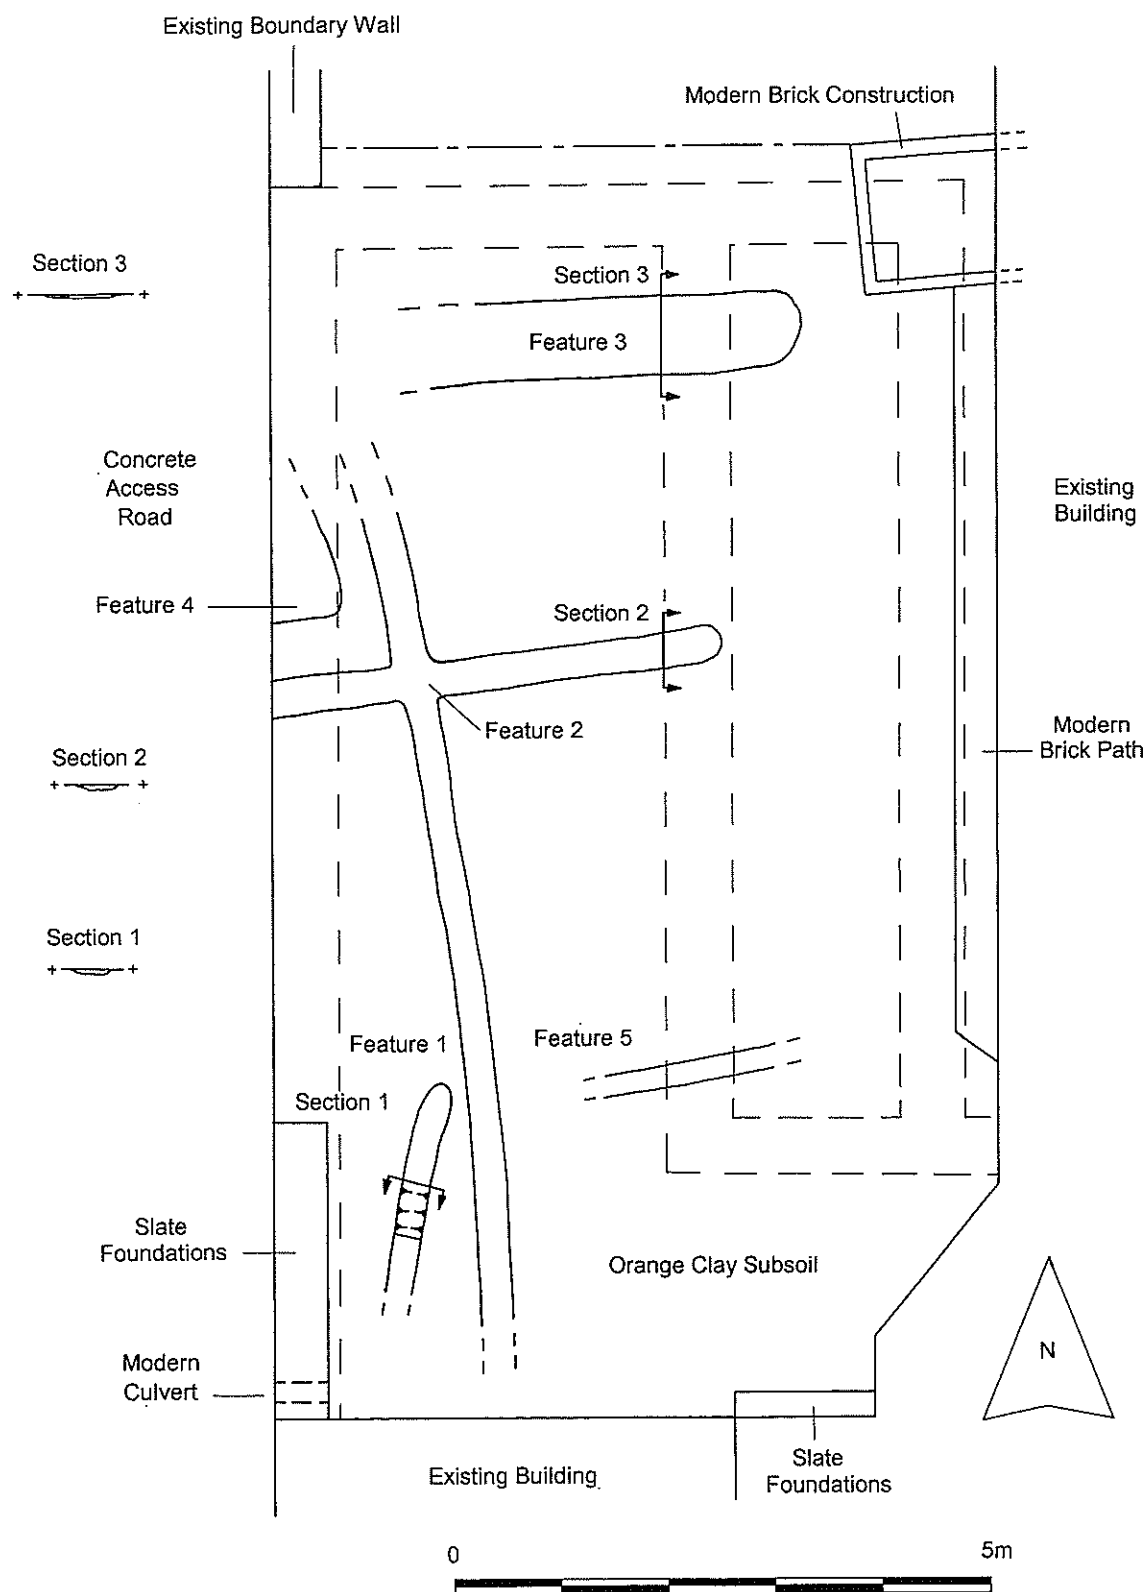 Existing Boundary Wall
Modern Brick Construction
Section 3
Section 3
Feature 3
Concrete
Access
Road
Existing
Building
Feature 4
Section 2
Feature 2
Modern
Brick Path
Section 2
Section 1
Feature 1
Feature 5
Section 1
Slate
Foundations
Orange Clay Subsoil
N
Modern
Culvert
Existing Building
Slate
Foundations
0
5m